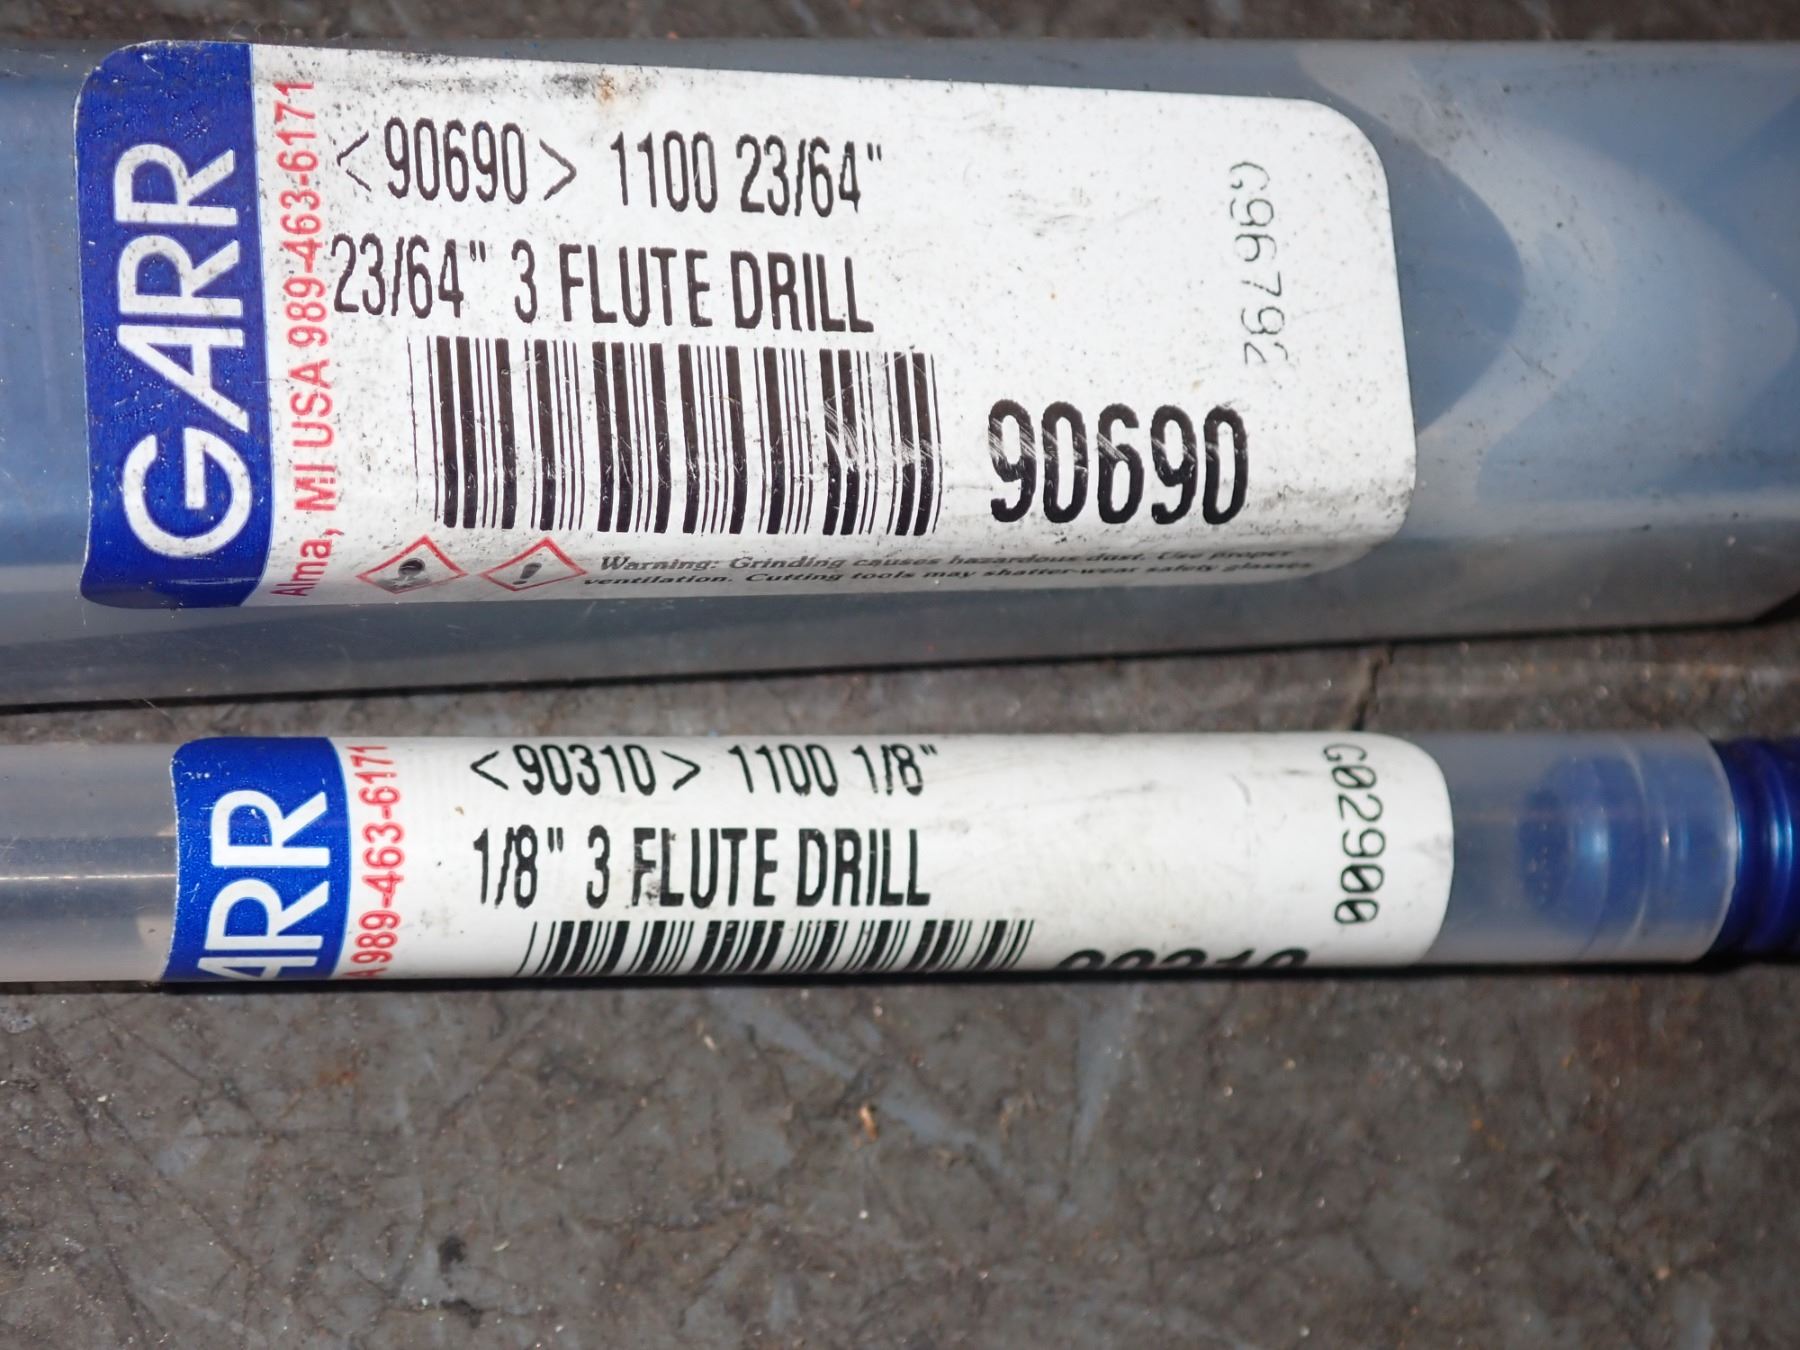 GARR
Alma, MI USA 989-463-6171
<90690> 1100 23/64"
23/64" 3 FLUTE DRILL
90690
Warning: Grinding causes hazardous dust. Use proper
ventilation. Cutting tools may shatter-wear safety glasses.
G96792
ARR
A 989-463-6171
<90310> 1100 1/8"
1/8" 3 FLUTE DRILL
90310
G02900